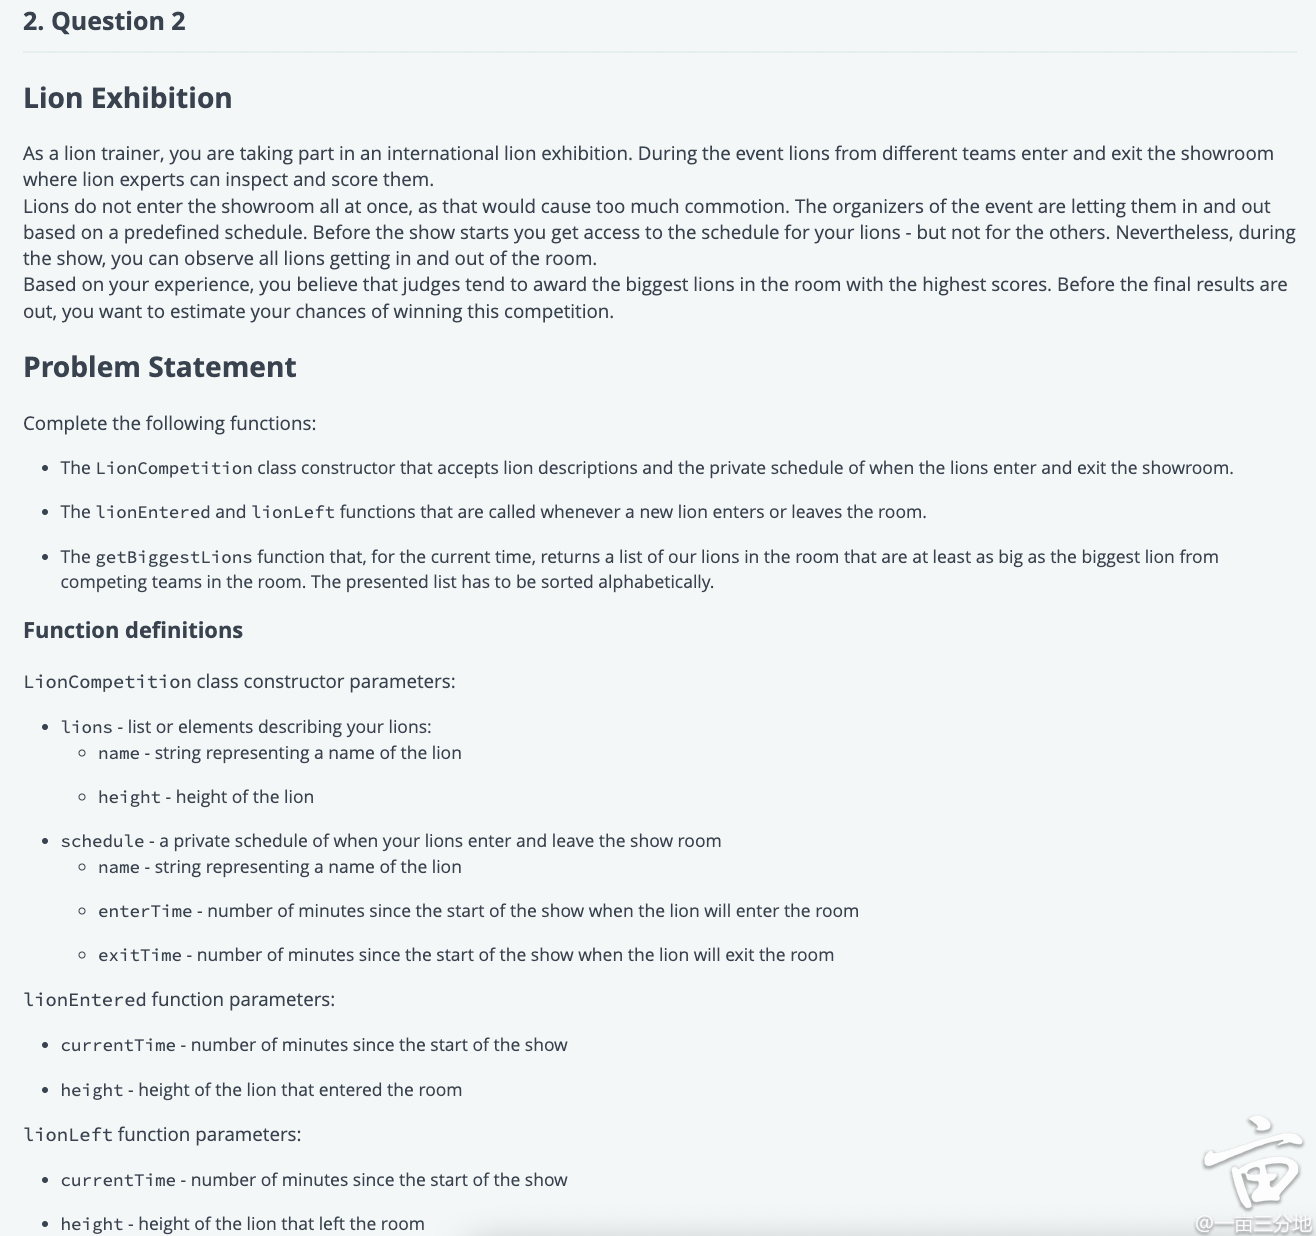 2. Question 2
Lion Exhibition
As a lion trainer, you are taking part in an international lion exhibition. During the event lions from different teams enter and exit the showroom
where lion experts can inspect and score them.
Lions do not enter the showroom all at once, as that would cause too much commotion. The organizers of the event are letting them in and out
based on a predefined schedule. Before the show starts you get access to the schedule for your lions - but not for the others. Nevertheless, during
the show, you can observe all lions getting in and out of the room.
Based on your experience, you believe that judges tend to award the biggest lions in the room with the highest scores. Before the final results are
out, you want to estimate your chances of winning this competition.
Problem Statement
Complete the following functions:
• The LionCompetition class constructor that accepts lion descriptions and the private schedule of when the lions enter and exit the showroom.
• The lionEntered and lionLeft functions that are called whenever a new lion enters or leaves the room.
• The getBiggestLions function that, for the current time, returns a list of our lions in the room that are at least as big as the biggest lion from
competing teams in the room. The presented list has to be sorted alphabetically.
Function definitions
LionCompetition class constructor parameters:
• lions - list or elements describing your lions:
◦ name - string representing a name of the lion
◦ height - height of the lion
• schedule - a private schedule of when your lions enter and leave the show room
◦ name - string representing a name of the lion
◦ enterTime - number of minutes since the start of the show when the lion will enter the room
◦ exitTime - number of minutes since the start of the show when the lion will exit the room
lionEntered function parameters:
• currentTime - number of minutes since the start of the show
• height - height of the lion that entered the room
lionLeft function parameters:
• currentTime - number of minutes since the start of the show
• height - height of the lion that left the room
@一亩三分地